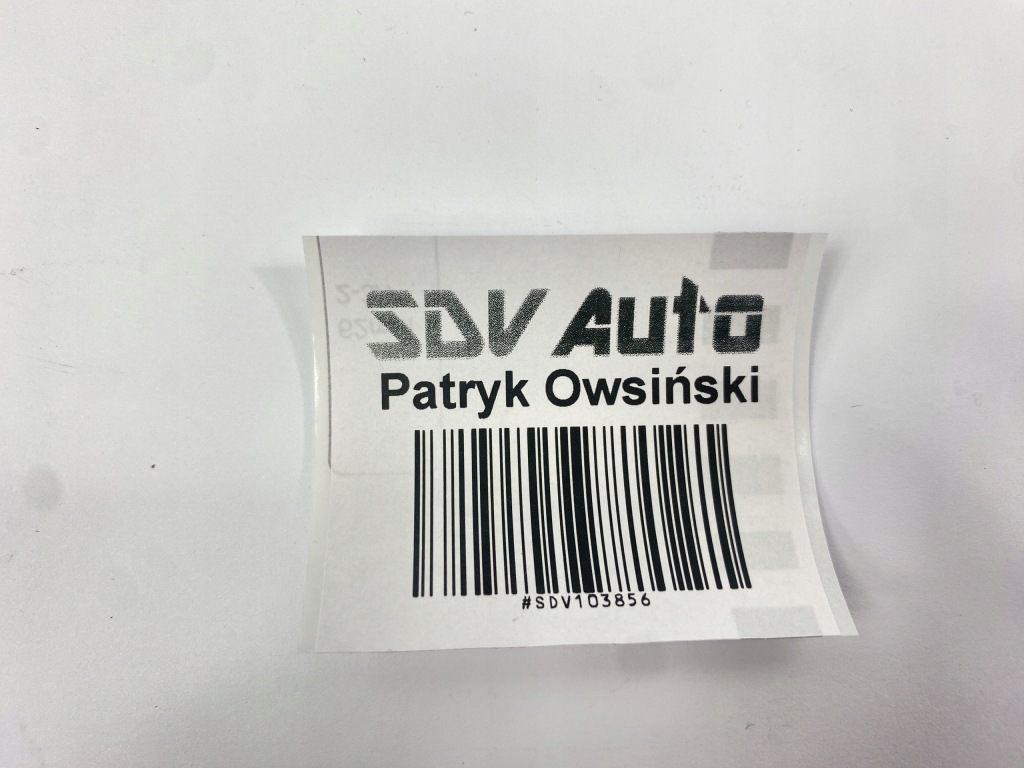 SDV Auto
Patryk Owsiński
#SDV103856